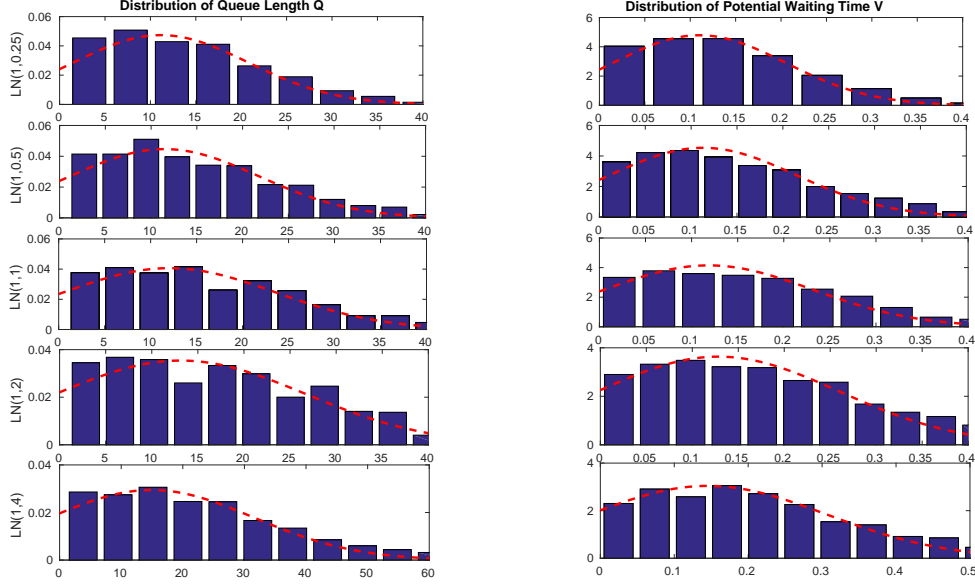 Distribution of Queue Length Q
LN(1,0.25)
0.06
0.04
0.02
0
0 5 10 15 20 25 30 35 40
Distribution of Potential Waiting Time V
6
4
2
0
0 0.05 0.1 0.15 0.2 0.25 0.3 0.35 0.4
LN(1,0.5)
0.06
0.04
0.02
0
0 5 10 15 20 25 30 35 40
6
4
2
0
0 0.05 0.1 0.15 0.2 0.25 0.3 0.35 0.4
LN(1,1)
0.06
0.04
0.02
0
0 5 10 15 20 25 30 35 40
6
4
2
0
0 0.05 0.1 0.15 0.2 0.25 0.3 0.35 0.4
LN(1,2)
0.04
0.02
0
0 5 10 15 20 25 30 35 40
4
2
0
0 0.05 0.1 0.15 0.2 0.25 0.3 0.35 0.4
LN(1,4)
0.04
0.02
0
0 10 20 30 40 50 60
4
2
0
0 0.1 0.2 0.3 0.4 0.5